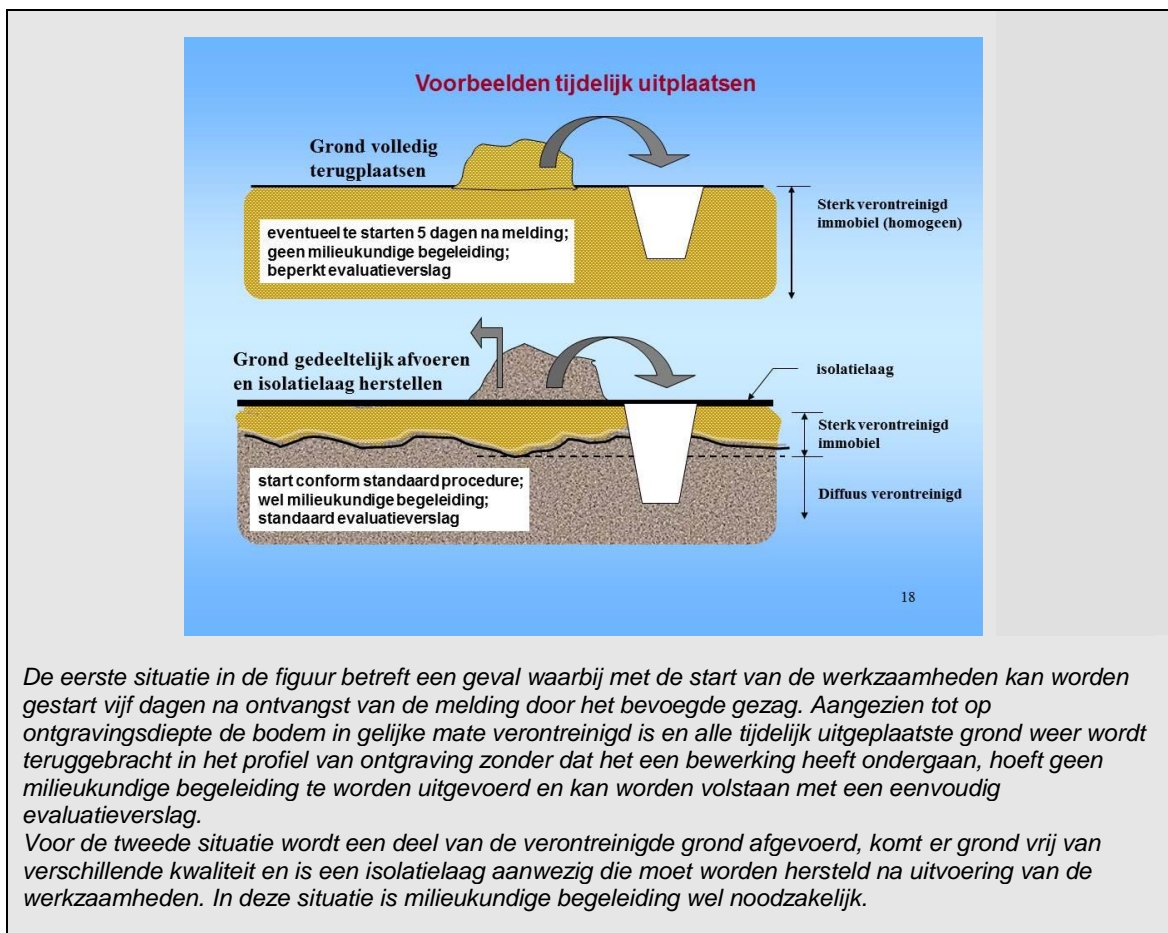 Voorbeelden tijdelijk uitplaatsen
Grond volledig
terugplaatsen
Sterk verontreinigd
immobiel (homogeen)
eventueel te starten 5 dagen na melding;
geen milieukundige begeleiding;
beperkt evaluatieverslag
Grond gedeeltelijk afvoeren
en isolatielaag herstellen
isolatielaag
Sterk verontreinigd
immobiel
start conform standaard procedure;
wel milieukundige begeleiding;
standaard evaluatieverslag
Diffuus verontreinigd
18
De eerste situatie in de figuur betreft een geval waarbij met de start van de werkzaamheden kan worden
gestart vijf dagen na ontvangst van de melding door het bevoegde gezag. Aangezien tot op
ontgravingsdiepte de bodem in gelijke mate verontreinigd is en alle tijdelijk uitgeplaatste grond weer wordt
teruggebracht in het profiel van ontgraving zonder dat het een bewerking heeft ondergaan, hoeft geen
milieukundige begeleiding te worden uitgevoerd en kan worden volstaan met een eenvoudig
evaluatieverslag.
Voor de tweede situatie wordt een deel van de verontreinigde grond afgevoerd, komt er grond vrij van
verschillende kwaliteit en is een isolatielaag aanwezig die moet worden hersteld na uitvoering van de
werkzaamheden. In deze situatie is milieukundige begeleiding wel noodzakelijk.